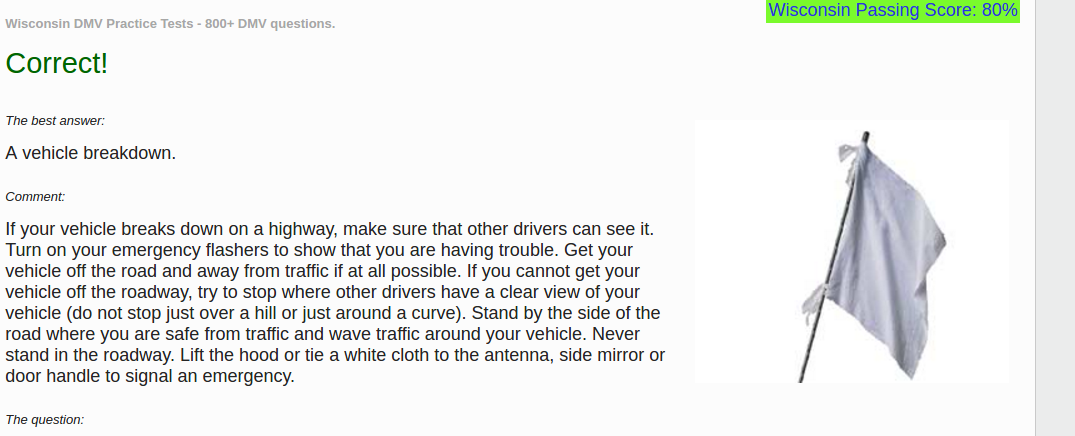 Wisconsin DMV Practice Tests - 800+ DMV questions.
Wisconsin Passing Score: 80%
Correct!
The best answer:
A vehicle breakdown.
Comment:
If your vehicle breaks down on a highway, make sure that other drivers can see it.
Turn on your emergency flashers to show that you are having trouble. Get your
vehicle off the road and away from traffic if at all possible. If you cannot get your
vehicle off the roadway, try to stop where other drivers have a clear view of your
vehicle (do not stop just over a hill or just around a curve). Stand by the side of the
road where you are safe from traffic and wave traffic around your vehicle. Never
stand in the roadway. Lift the hood or tie a white cloth to the antenna, side mirror or
door handle to signal an emergency.
The question: